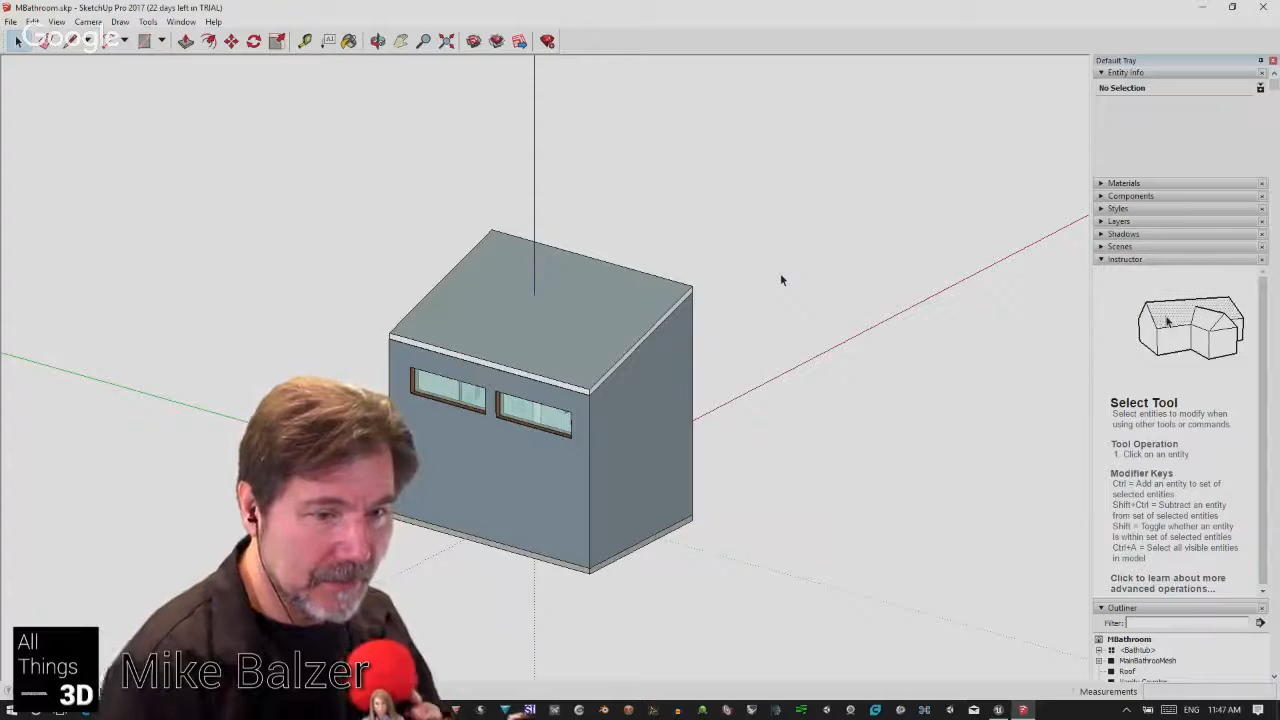 MBathroom.skp - SketchUp Pro 2017 (22 days left in TRIAL)
File Edit View Camera Draw Tools Window Help
Google
Default Tray
Entity Info
No Selection
Materials
Components
Styles
Layers
Shadows
Scenes
Instructor
Select Tool
Select entities to modify when
using other tools or commands.
Tool Operation
1. Click on an entity
Modifier Keys
Ctrl = Add an entity to set of
selected entities
Shift+Ctrl = Subtract an entity
from set of selected entities
Shift = Toggle whether an entity
is within set of selected entities
Ctrl+A = Select all visible entities
in model
Click to learn about more
advanced operations...
Outliner
Filter:
MBathroom
<Bathtub>
MainBathrooMesh
Roof
Vanity Counter
Measurements
All
Things
3D
Mike Balzer
11:47 AM